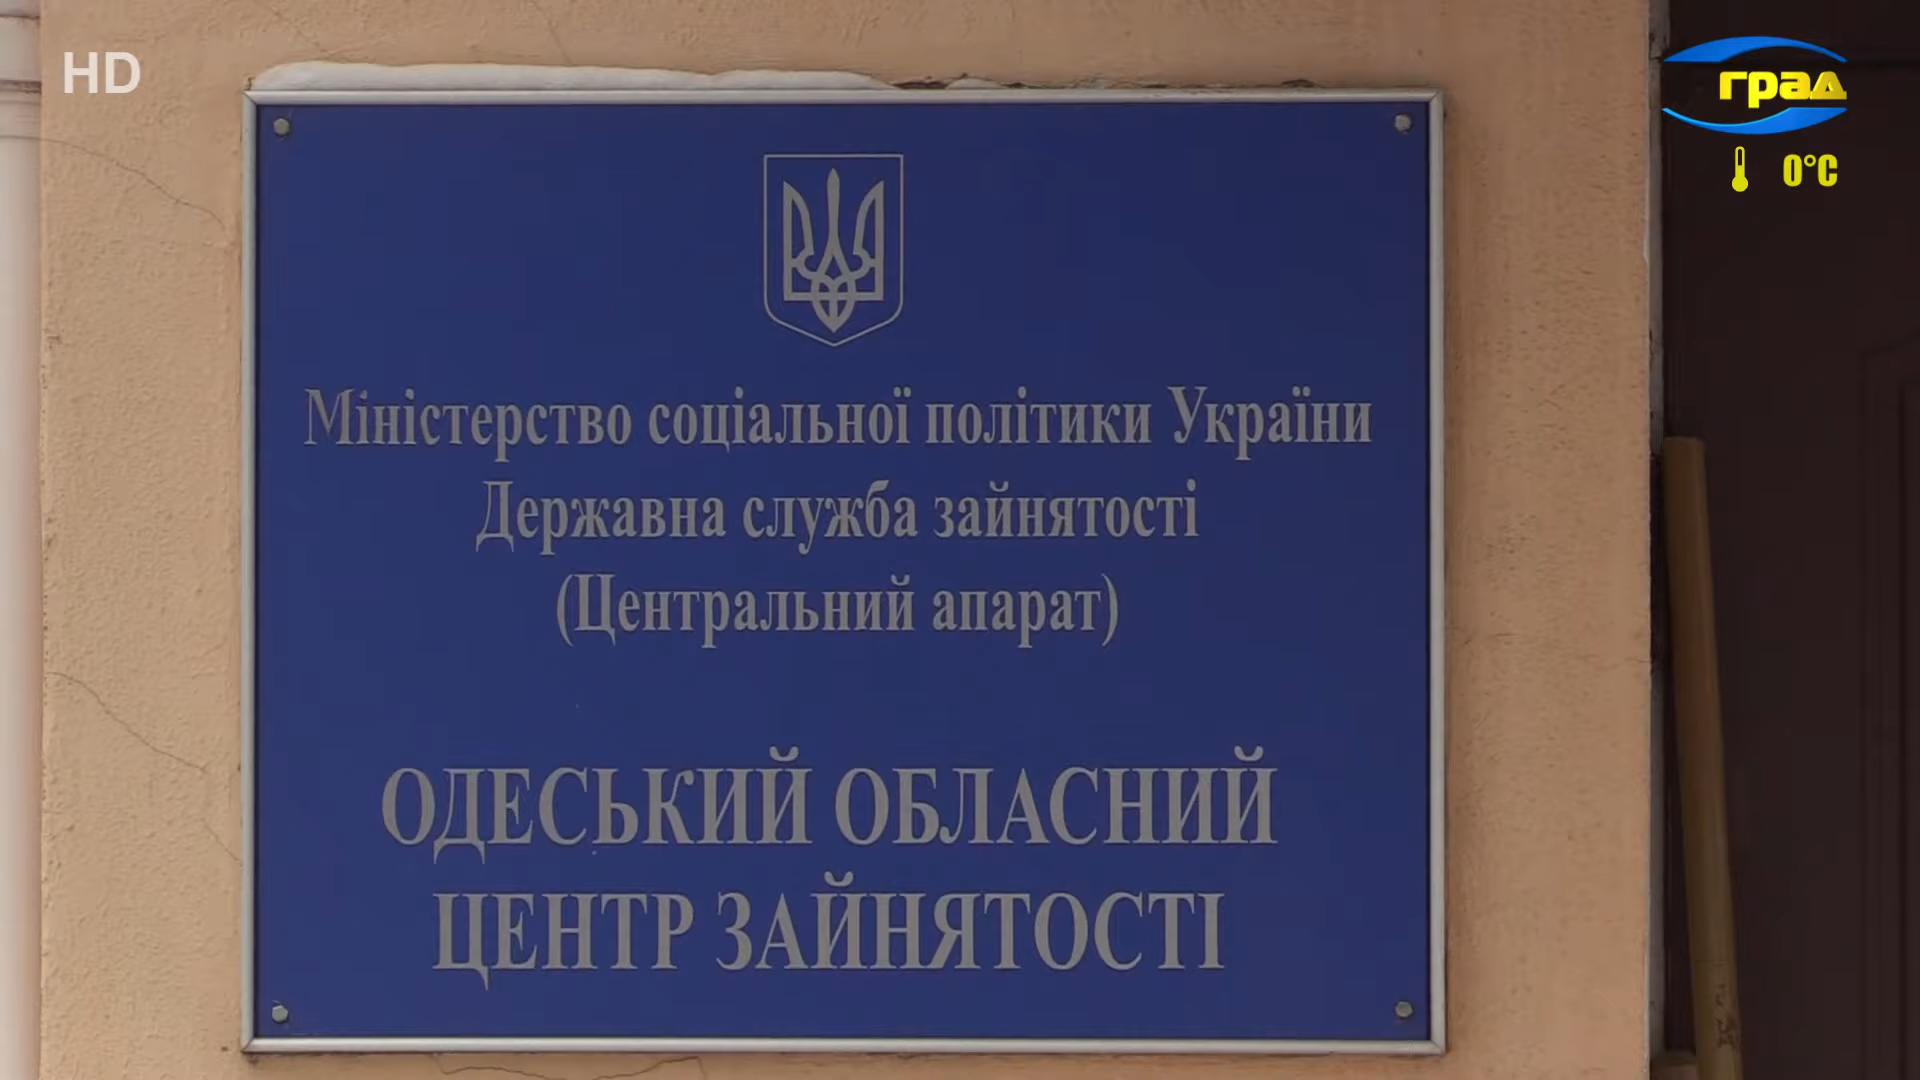 HD
град
0°C
Міністерство соціальної політики України
Державна служба зайнятості
(Центральний апарат)
ОДЕСЬКИЙ ОБЛАСНИЙ
ЦЕНТР ЗАЙНЯТОСТІ